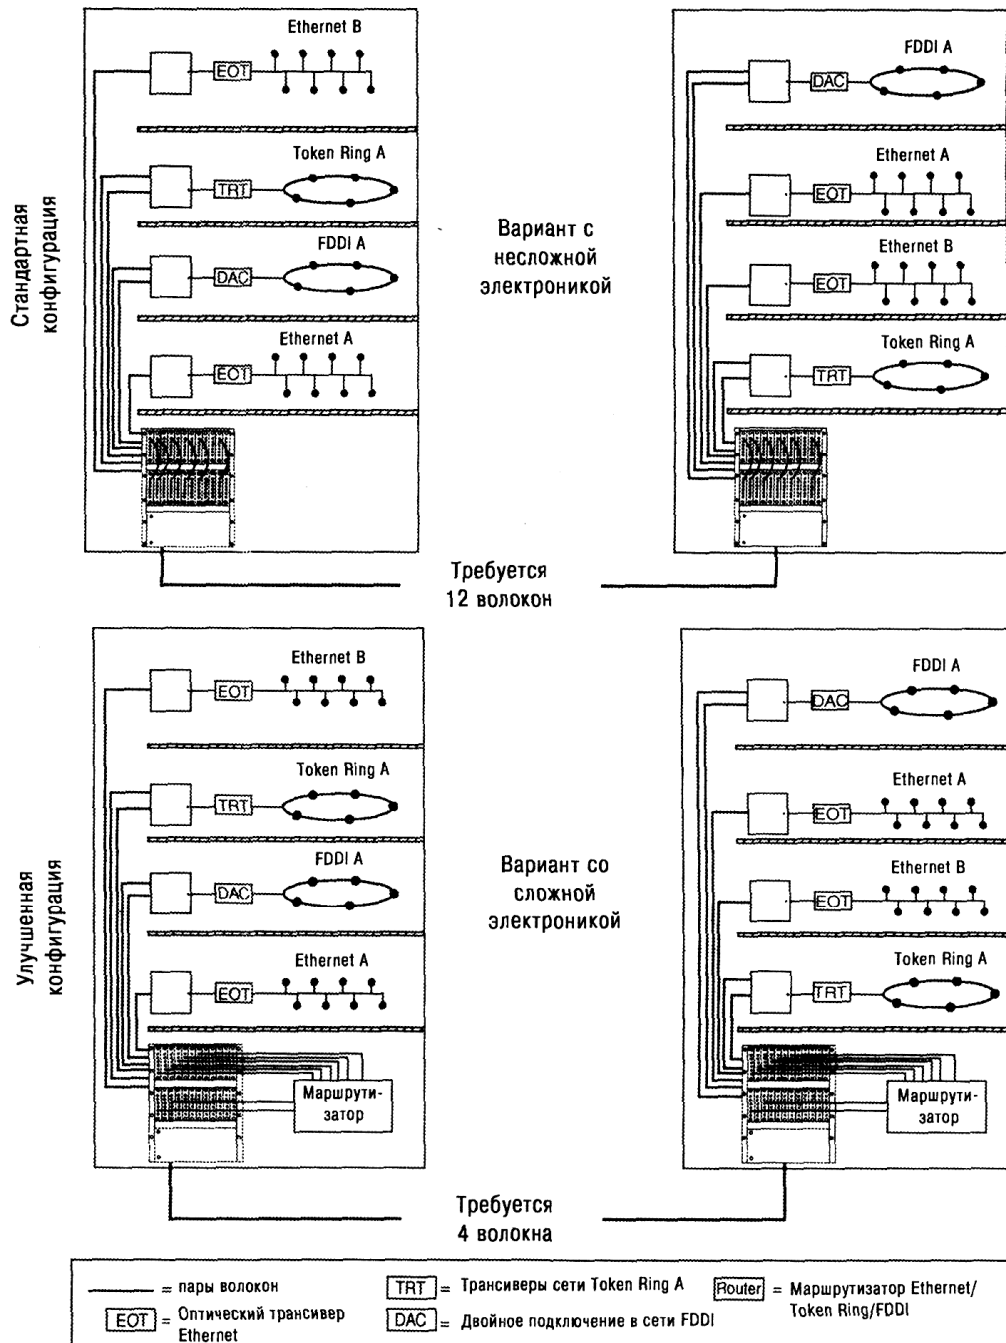 Стандартная
конфигурация
Ethernet B
EOT
Token Ring A
TRT
FDDI A
DAC
Ethernet A
EOT
Вариант с
несложной
электроникой
FDDI A
DAC
Ethernet A
EOT
Ethernet B
EOT
Token Ring A
TRT
Требуется
12 волокон
Улучшенная
конфигурация
Ethernet B
EOT
Token Ring A
TRT
FDDI A
DAC
Ethernet A
EOT
Маршрути-
затор
Вариант со
сложной
электроникой
FDDI A
DAC
Ethernet A
EOT
Ethernet B
EOT
Token Ring A
TRT
Маршрути-
затор
Требуется
4 волокна
= пары волокон
EOT = Оптический трансивер
Ethernet
TRT = Трансиверы сети Token Ring A
DAC = Двойное подключение в сети FDDI
Router = Маршрутизатор Ethernet/
Token Ring/FDDI